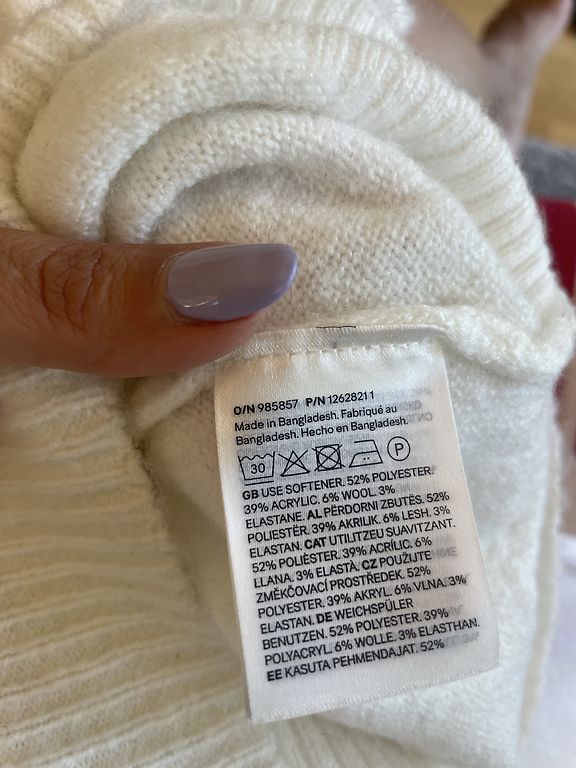 O/N 985857 P/N 12628211
Made in Bangladesh. Fabriqué au
Bangladesh. Hecho en Bangladesh.
30 P
GB USE SOFTENER. 52% POLYESTER.
39% ACRYLIC. 6% WOOL. 3%
ELASTANE. AL PËRDORNI ZBUTËS. 52%
POLIESTËR. 39% AKRILIK. 6% LESH. 3%
ELASTAN. CAT UTILITZEU SUAVITZANT.
52% POLIÈSTER. 39% ACRÍLIC. 6%
LLANA. 3% ELASTÀ. CZ POUŽIJTE
ZMĚKČOVACÍ PROSTŘEDEK. 52%
POLYESTER. 39% AKRYL. 6% VLNA. 3%
ELASTAN. DE WEICHSPÜLER
BENUTZEN. 52% POLYESTER. 39%
POLYACRYL. 6% WOLLE. 3% ELASTHAN.
EE KASUTA PEHMENDAJAT. 52%